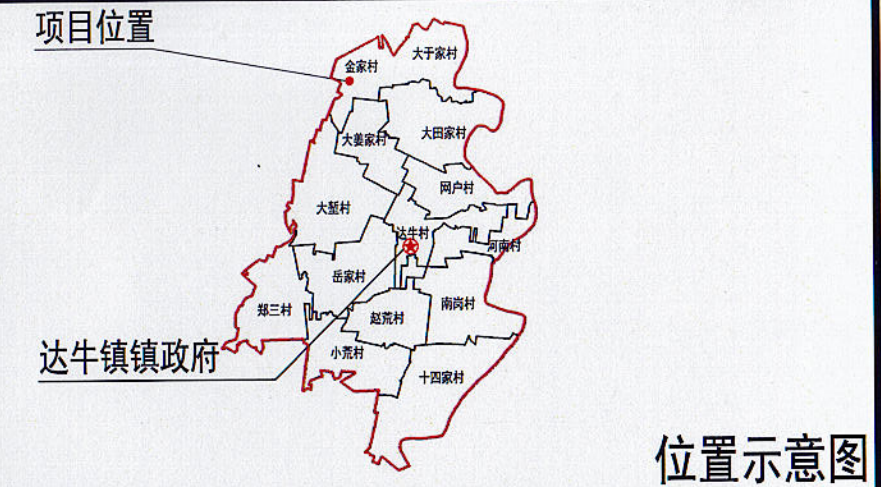 项目位置
大于家村
金家村
大田家村
大姜家村
网户村
大堑村
达牛村
河南村
岳家村
南岗村
郑三村
赵荒村
达牛镇镇政府
小荒村
十四家村
位置示意图